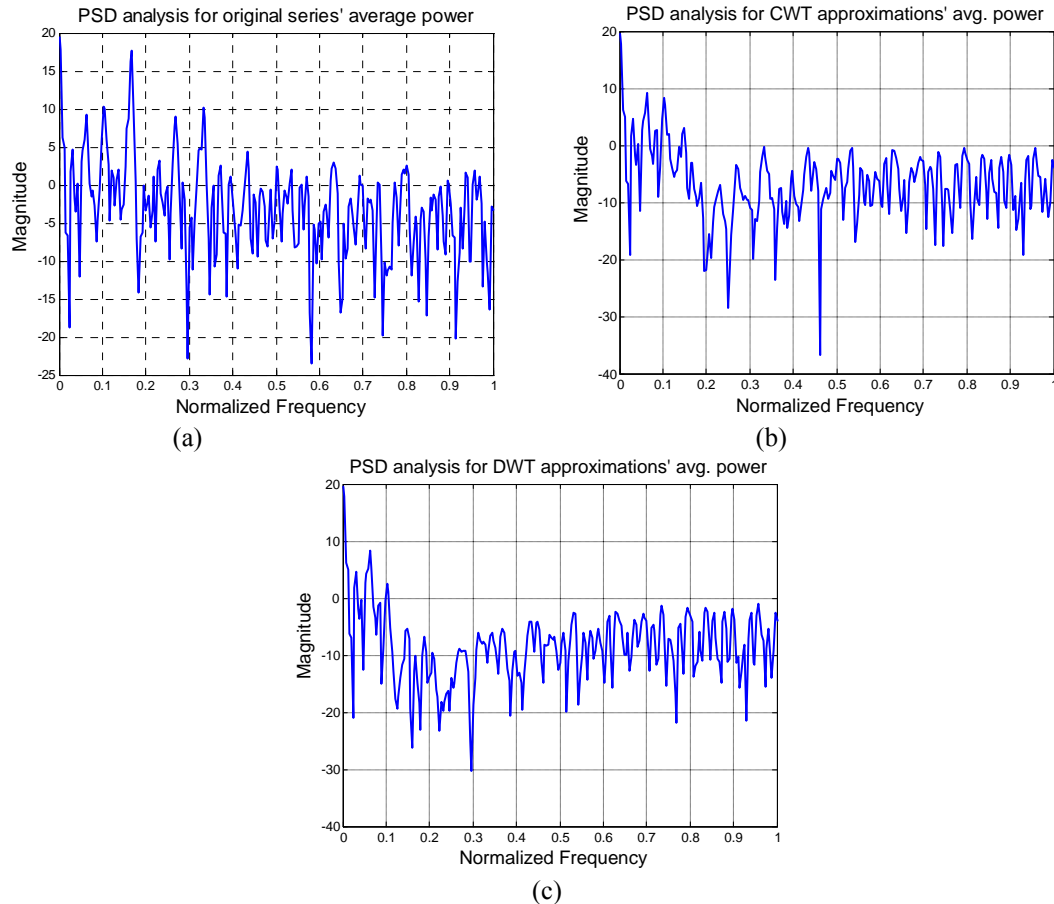 PSD analysis for original series' average power
20
15
10
5
0
-5
-10
-15
-20
25
Magnitude
0 0.1 0.2 0.3 0.4 0.5 0.6 0.7 0.8 0.9 1
Normalized Frequency
(a)
PSD analysis for CWT approximations' avg. power
20
10
0
-10
-20
-30
-40
Magnitude
0 0.1 0.2 0.3 0.4 0.5 0.6 0.7 0.8 0.9 1
Normalized Frequency
(b)
PSD analysis for DWT approximations' avg. power
20
10
0
-10
-20
-30
-40
Magnitude
0 0.1 0.2 0.3 0.4 0.5 0.6 0.7 0.8 0.9 1
Normalized Frequency
(c)